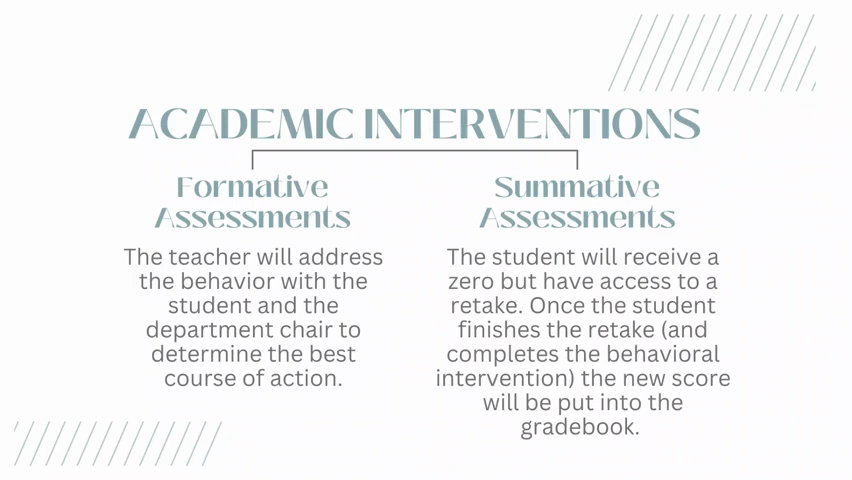 ACADEMIC INTERVENTIONS
Formative
Assessments
The teacher will address
the behavior with the
student and the
department chair to
determine the best
course of action.
Summative
Assessments
The student will receive a
zero but have access to a
retake. Once the student
finishes the retake (and
completes the behavioral
intervention) the new score
will be put into the
gradebook.